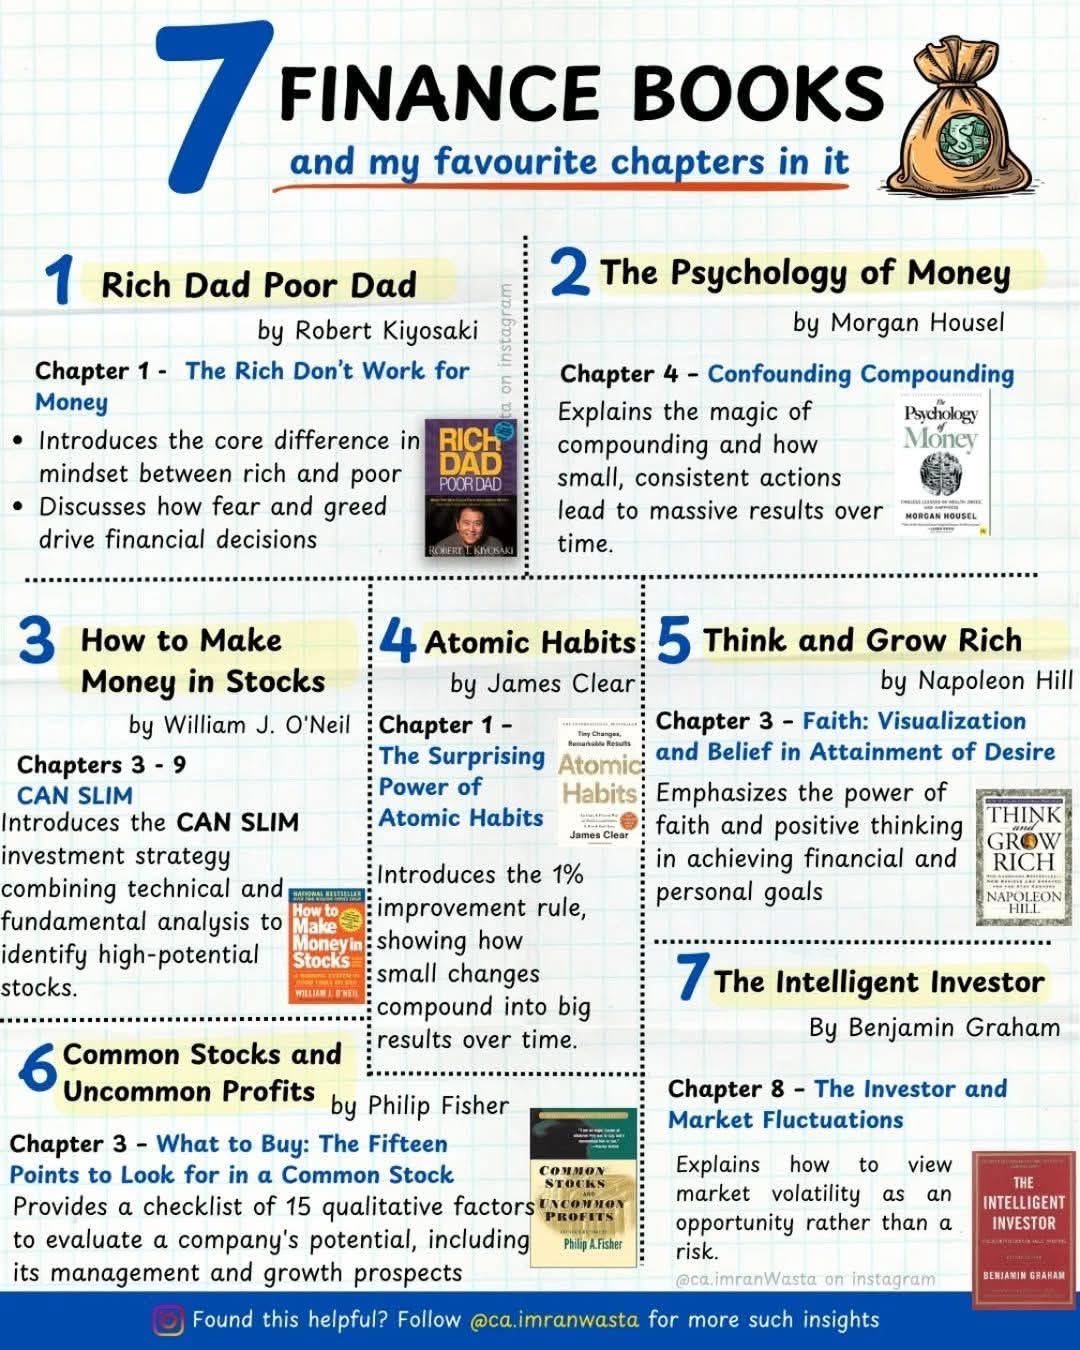 7 FINANCE BOOKS
and my favourite chapters in it
1 Rich Dad Poor Dad
by Robert Kiyosaki
Chapter 1 - The Rich Don't Work for
Money
• Introduces the core difference in
mindset between rich and poor
• Discusses how fear and greed
drive financial decisions
RICH
DAD
POOR DAD
ROBERT T. KIYOSAKI
ta on instagram
2 The Psychology of Money
by Morgan Housel
Chapter 4 - Confounding Compounding
Explains the magic of
compounding and how
small, consistent actions
lead to massive results over
time.
The
Psychology
of
Money
MORGAN HOUSEL
3 How to Make
Money in Stocks
by William J. O'Neil
Chapters 3 - 9
CAN SLIM
Introduces the CAN SLIM
investment strategy
combining technical and
fundamental analysis to
identify high-potential
stocks.
NATIONAL BESTSELLER
How to
Make
Money in
Stocks
WILLIAM J. O'NEIL
4 Atomic Habits
by James Clear
Chapter 1 -
The Surprising
Power of
Atomic Habits
Tiny Changes,
Remarkable Results
Atomic
Habits
James Clear
Introduces the 1%
improvement rule,
showing how
small changes
compound into big
results over time.
5 Think and Grow Rich
by Napoleon Hill
Chapter 3 - Faith: Visualization
and Belief in Attainment of Desire
Emphasizes the power of
faith and positive thinking
in achieving financial and
personal goals
THINK
and
GROW
RICH
NAPOLEON
HILL
6 Common Stocks and
Uncommon Profits
by Philip Fisher
Chapter 3 - What to Buy: The Fifteen
Points to Look for in a Common Stock
Provides a checklist of 15 qualitative factors
to evaluate a company's potential, including
its management and growth prospects
COMMON
STOCKS
AND
UNCOMMON
PROFITS
Philip A. Fisher
7 The Intelligent Investor
By Benjamin Graham
Chapter 8 - The Investor and
Market Fluctuations
Explains how to view
market volatility as an
opportunity rather than a
risk.
THE
INTELLIGENT
INVESTOR
BENJAMIN GRAHAM
@ca.imranWasta on instagram
Found this helpful? Follow @ca.imranwasta for more such insights